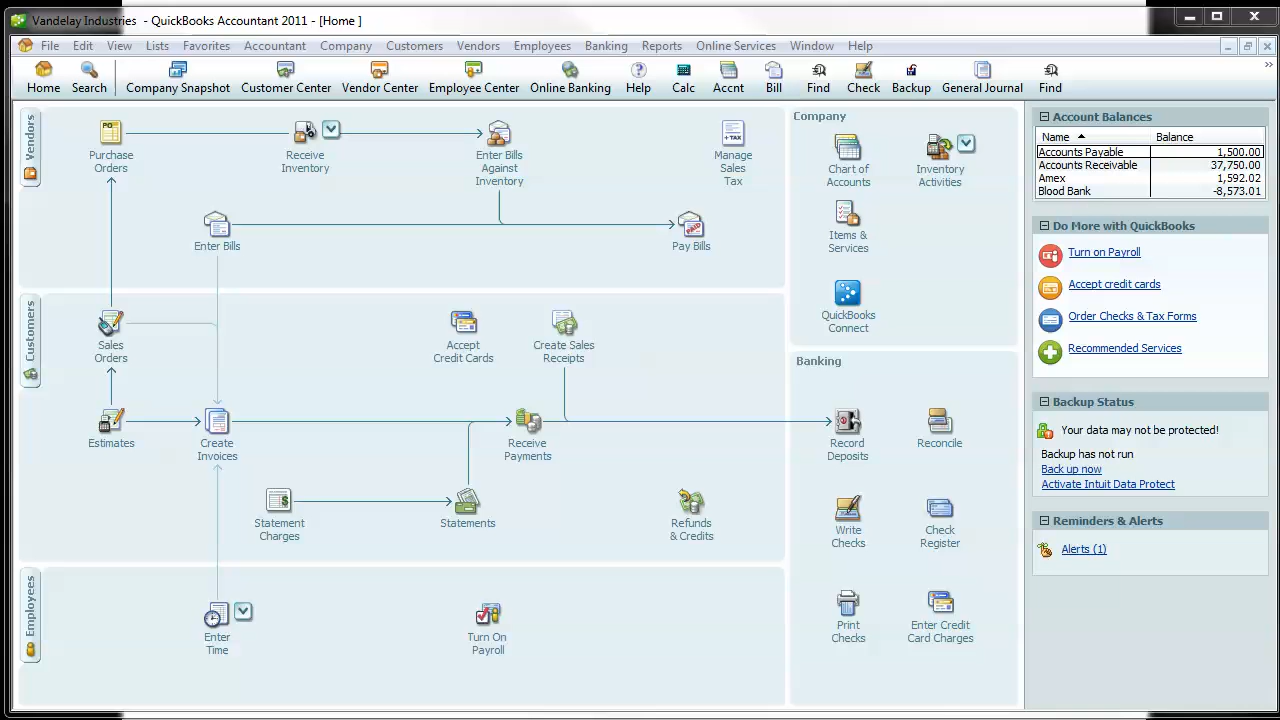 Vandelay Industries - QuickBooks Accountant 2011 - [Home ]
File Edit View Lists Favorites Accountant Company Customers Vendors Employees Banking Reports Online Services Window Help
Home Search Company Snapshot Customer Center Vendor Center Employee Center Online Banking Help Calc Accnt Bill Find Check Backup General Journal Find
Vendors
Purchase
Orders
Receive
Inventory
Enter Bills
Against
Inventory
Manage
Sales
Tax
Enter Bills
Pay Bills
Customers
Sales
Orders
Accept
Credit Cards
Create Sales
Receipts
Estimates
Create
Invoices
Receive
Payments
Statement
Charges
Statements
Refunds
& Credits
Employees
Enter
Time
Turn On
Payroll
Company
Chart of
Accounts
Inventory
Activities
Items &
Services
QuickBooks
Connect
Banking
Record
Deposits
Reconcile
Write
Checks
Check
Register
Print
Checks
Enter Credit
Card Charges
Account Balances
Name Balance
Accounts Payable 1,500.00
Accounts Receivable 37,750.00
Amex 1,592.02
Blood Bank -8,573.01
Do More with QuickBooks
Turn on Payroll
Accept credit cards
Order Checks & Tax Forms
Recommended Services
Backup Status
Your data may not be protected!
Backup has not run
Back up now
Activate Intuit Data Protect
Reminders & Alerts
Alerts (1)